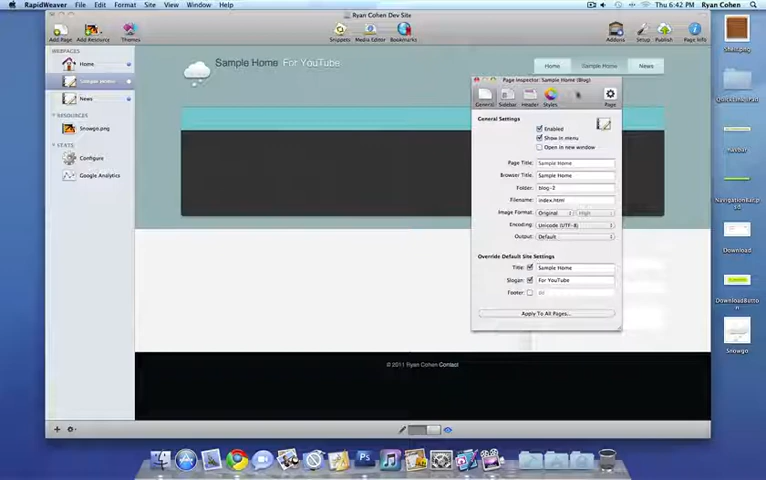 RapidWeaver File Edit Format Site View Window Help
Thu 6:42 PM Ryan Cohen
Ryan Cohen Dev Site
Add Page Add Resource Themes Snippets Media Editor Bookmarks Addons Setup Publish Page Info
WEBPAGES
Home
News
RESOURCES
Snowgo.png
STATS
Configure
Google Analytics
Sample Home For YouTube
Home Sample Home News
Page Inspector: Sample Home (Blog)
General Sidebar Header Styles Page
General Settings
Enabled
Show in menu
Open in new window
Page Title: Sample Home
Browser Title: Sample Home
Folder: blog-2
Filename: index.html
Image Format: Original High
Encoding: Unicode (UTF-8)
Output: Default
Override Default Site Settings
Title: Sample Home
Slogan: For YouTube
Footer:
Apply To All Pages...
© 2011 Ryan Cohen Contact
Shelf.png
Navbar
Download
Snowgo